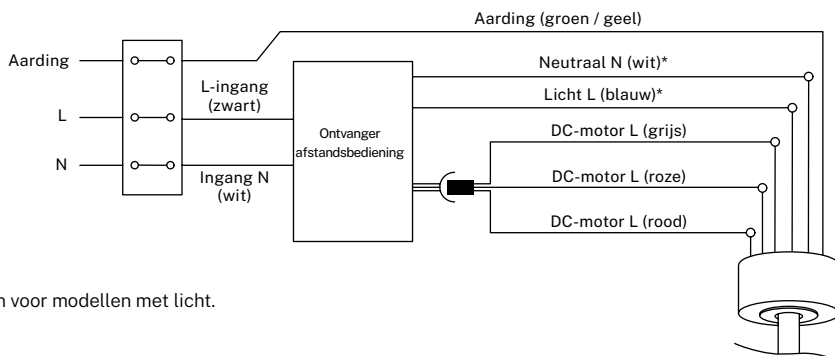 Aarding (groen / geel)
Aarding
L-ingang
(zwart)
Neutraal N (wit)*
Licht L (blauw)*
L
Ontvanger
afstandsbediening
DC-motor L (grijs)
N
Ingang N
(wit)
DC-motor L (roze)
DC-motor L (rood)
voor modellen met licht.